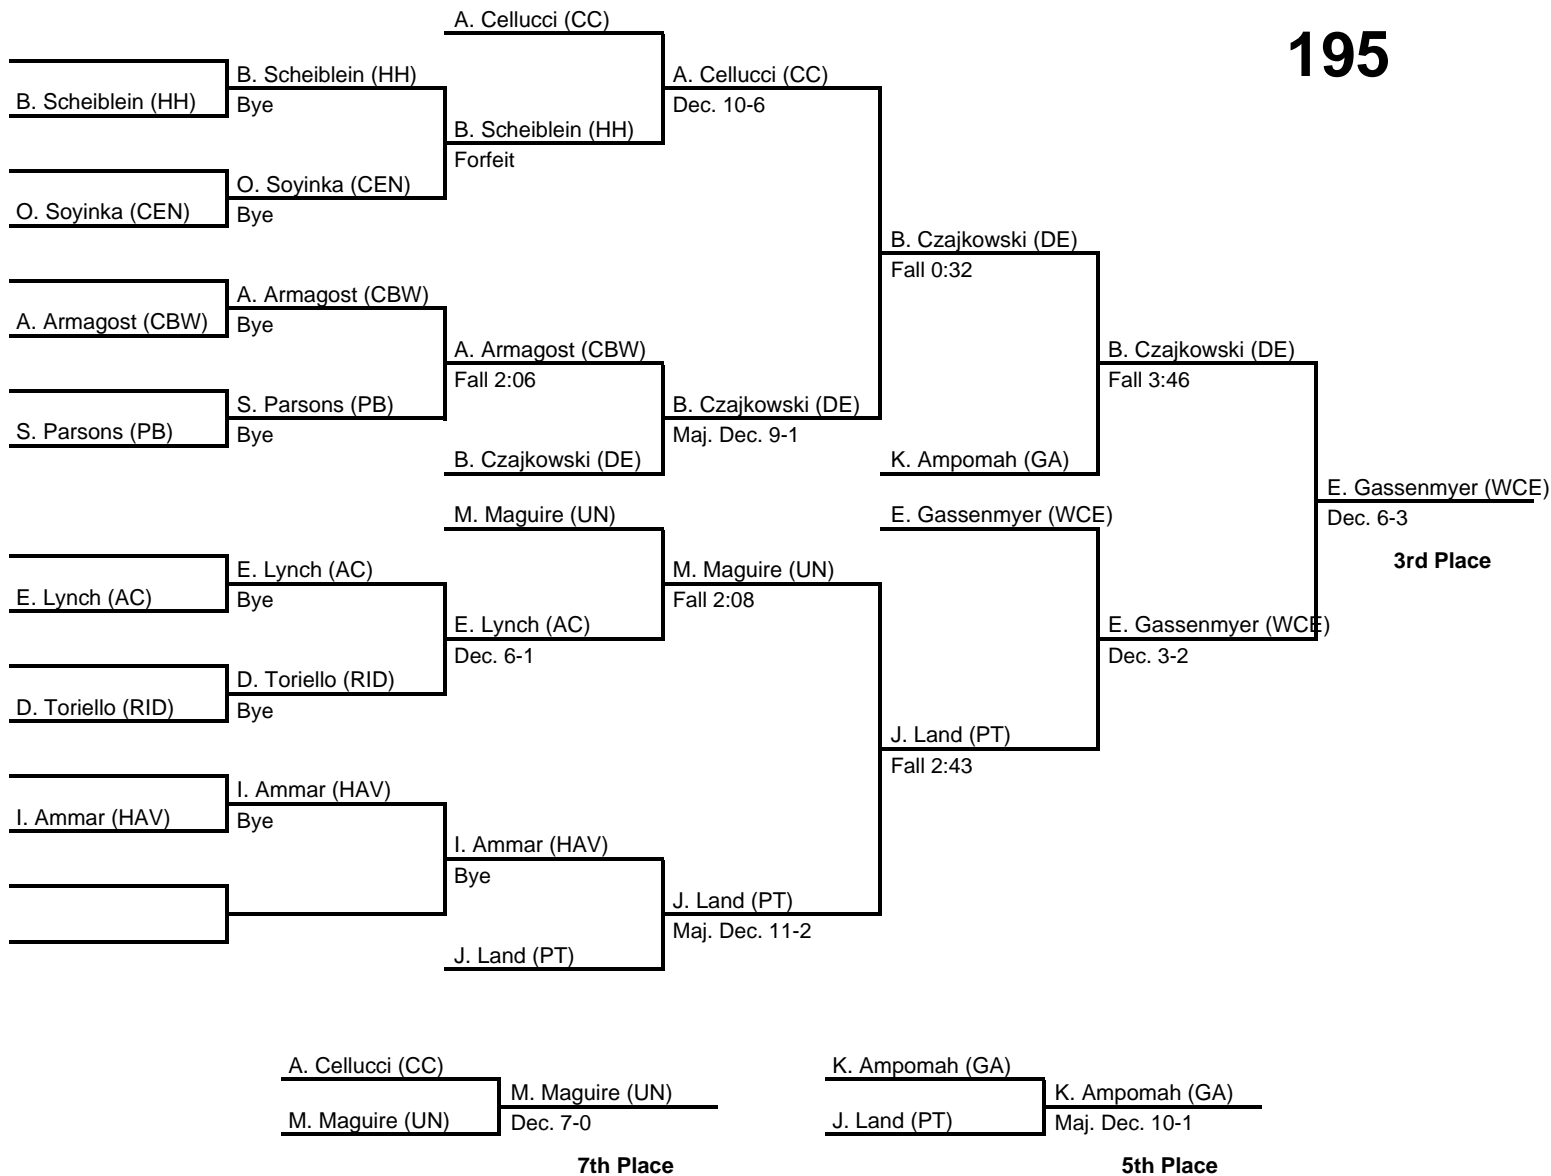 195
B. Scheiblein (HH)
O. Soyinka (CEN)
A. Armagost (CBW)
S. Parsons (PB)
E. Lynch (AC)
D. Toriello (RID)
I. Ammar (HAV)
B. Scheiblein (HH)
Bye
O. Soyinka (CEN)
Bye
A. Armagost (CBW)
Bye
S. Parsons (PB)
Bye
E. Lynch (AC)
Bye
D. Toriello (RID)
Bye
I. Ammar (HAV)
Bye
A. Cellucci (CC)
B. Scheiblein (HH)
Forfeit
A. Armagost (CBW)
Fall 2:06
B. Czajkowski (DE)
M. Maguire (UN)
E. Lynch (AC)
Dec. 6-1
I. Ammar (HAV)
Bye
J. Land (PT)
A. Cellucci (CC)
Dec. 10-6
B. Czajkowski (DE)
Maj. Dec. 9-1
M. Maguire (UN)
Fall 2:08
J. Land (PT)
Maj. Dec. 11-2
B. Czajkowski (DE)
Fall 0:32
K. Ampomah (GA)
E. Gassenmyer (WCE)
J. Land (PT)
Fall 2:43
B. Czajkowski (DE)
Fall 3:46
E. Gassenmyer (WCE)
Dec. 3-2
E. Gassenmyer (WCE)
Dec. 6-3
3rd Place
A. Cellucci (CC)
M. Maguire (UN)
M. Maguire (UN)
Dec. 7-0
7th Place
K. Ampomah (GA)
J. Land (PT)
K. Ampomah (GA)
Maj. Dec. 10-1
5th Place